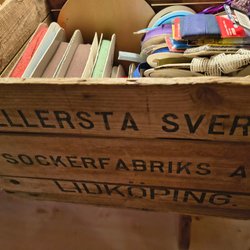 ELLERSTA SVER
SOCKERFABRIKS A
LIDKÖPING.